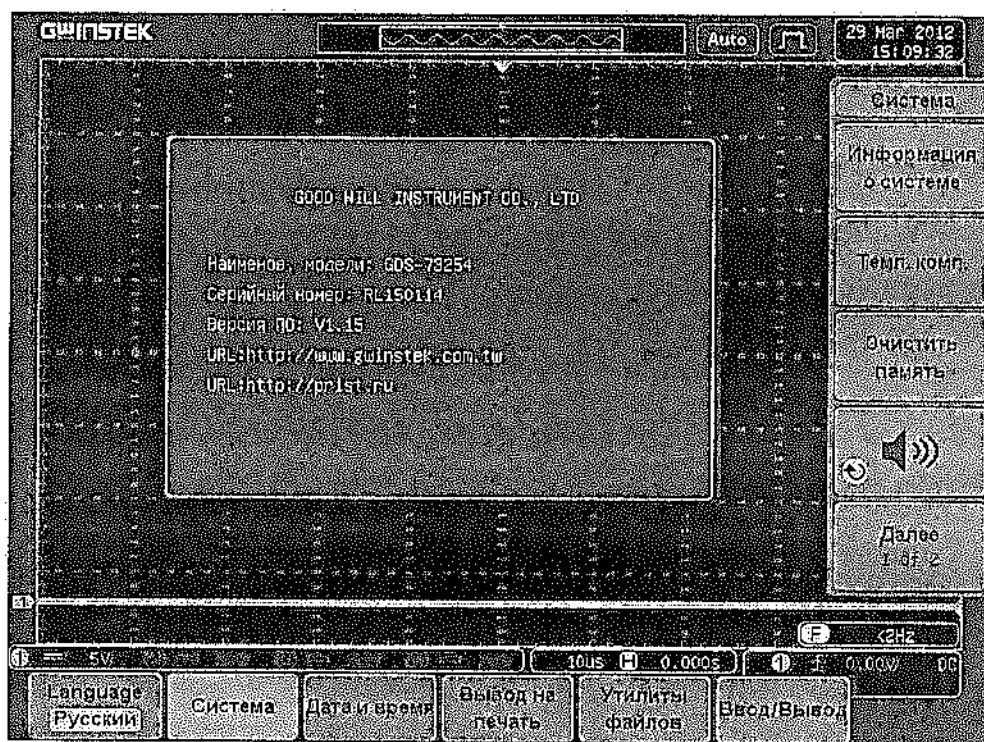 GWINSTEK
Auto
29 Mar 2012
15:09:32
Система
Информация
о системе
Темп. комп.
Очистить
память
Далее
1 of 2
GOOD WILL INSTRUMENT CO., LTD
Наименов. модели: GDS-73254
Серийный номер: RL150114
Версия ПО: V1.15
URL:http://www.gwinstek.com.tw
URL:http://prist.ru
1
F <2Hz
1 5V
10us H 0.000s
1 0.00V DC
Language
Русский
Система
Дата и время
Вывод на
печать
Утилиты
файлов
Ввод/Вывод